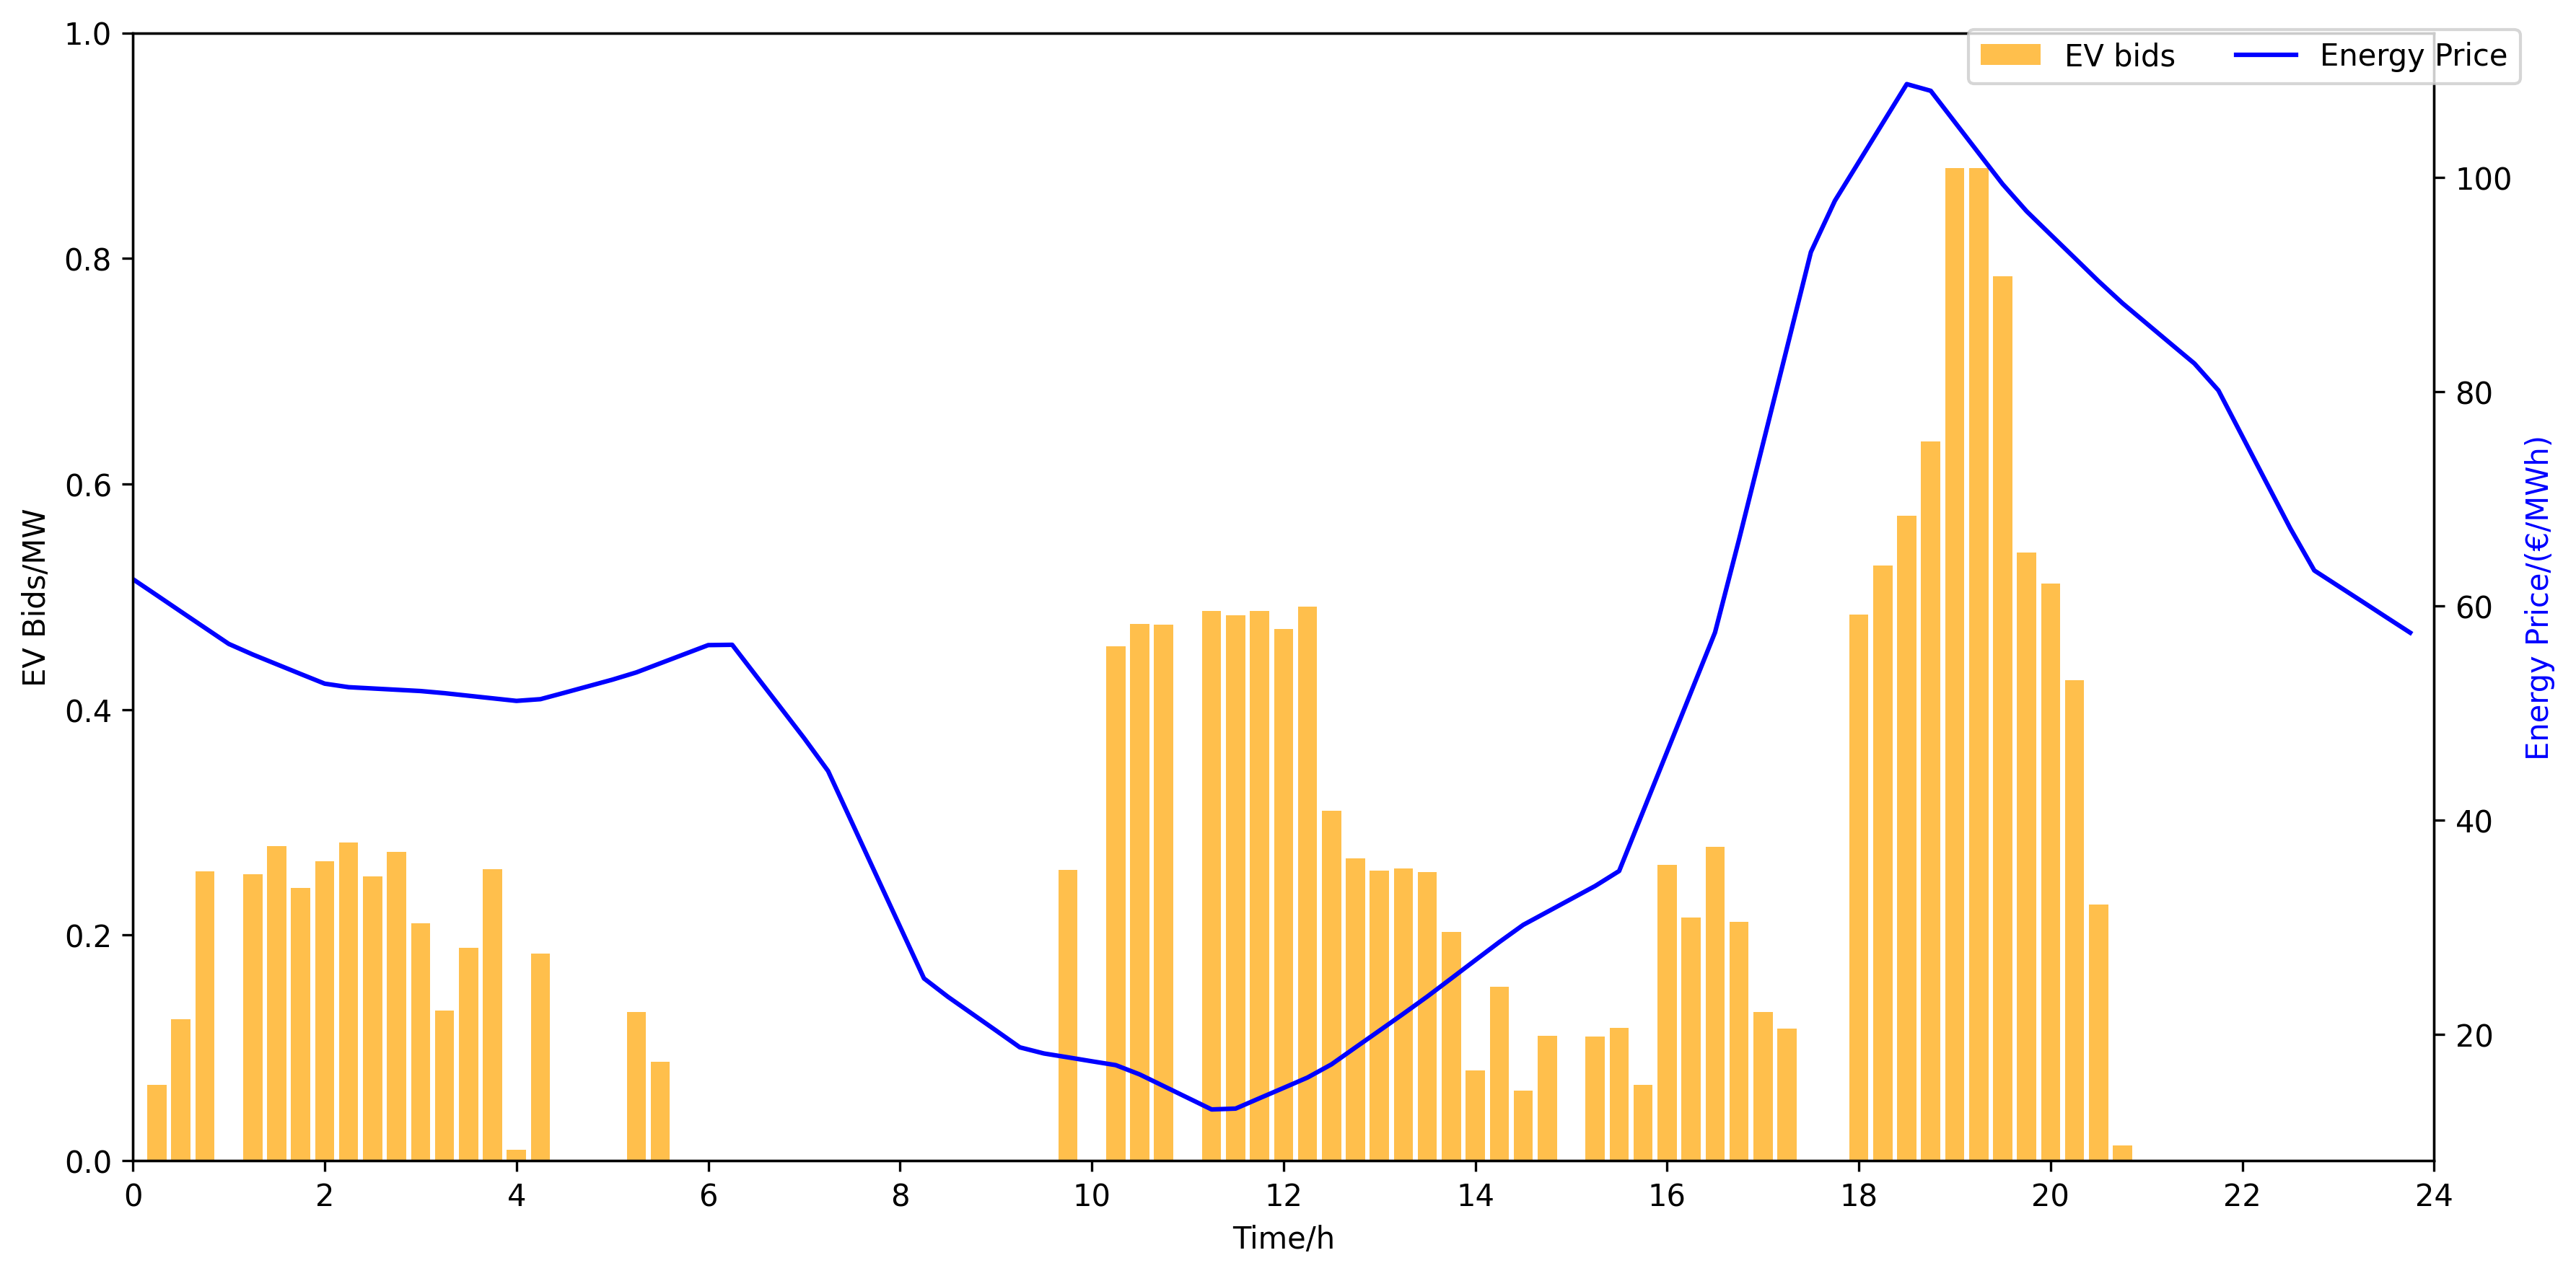 EV bids
Energy Price
1.0
0.8
0.6
0.4
0.2
0.0
EV Bids/MW
100
80
60
40
20
Energy Price/(€/MWh)
0 2 4 6 8 10 12 14 16 18 20 22 24
Time/h